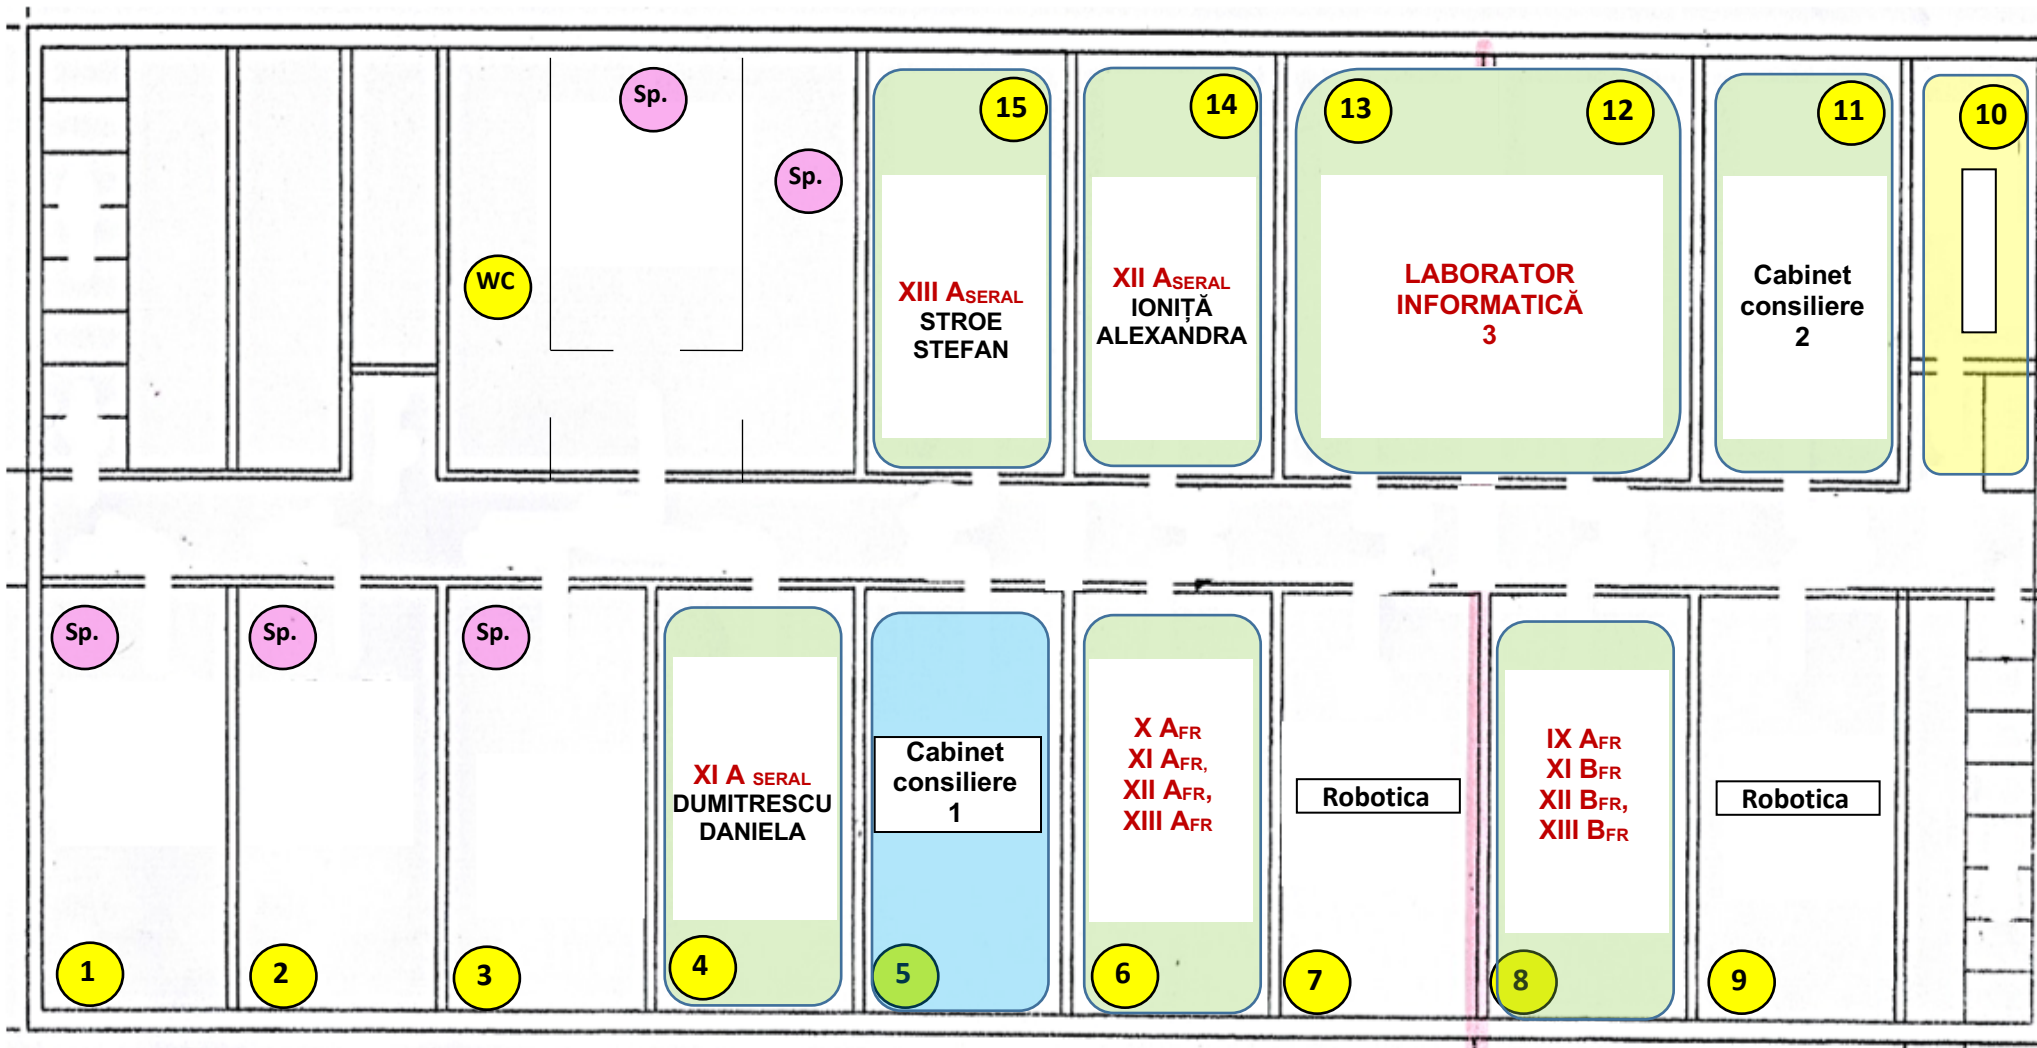 Sp.
Sp.
WC
15
XIII ASERAL
STROE
STEFAN
14
XII ASERAL
IONIȚĂ
ALEXANDRA
13
12
LABORATOR
INFORMATICĂ
3
11
Cabinet
consiliere
2
10
Sp.
1
Sp.
2
Sp.
3
XI A SERAL
DUMITRESCU
DANIELA
4
Cabinet
consiliere
1
5
X AFR
XI AFR,
XII AFR,
XIII AFR
6
Robotica
7
IX AFR
XI BFR
XII BFR,
XIII BFR
8
Robotica
9